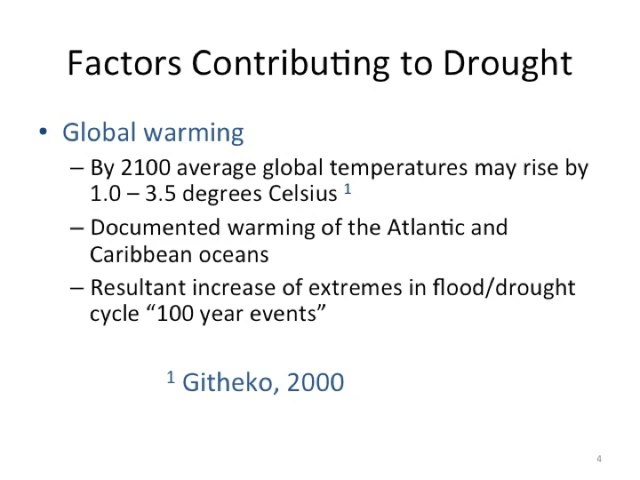 Factors Contributing to Drought
• Global warming
– By 2100 average global temperatures may rise by
1.0 – 3.5 degrees Celsius ¹
– Documented warming of the Atlantic and
Caribbean oceans
– Resultant increase of extremes in flood/drought
cycle “100 year events”
¹ Githeko, 2000
4